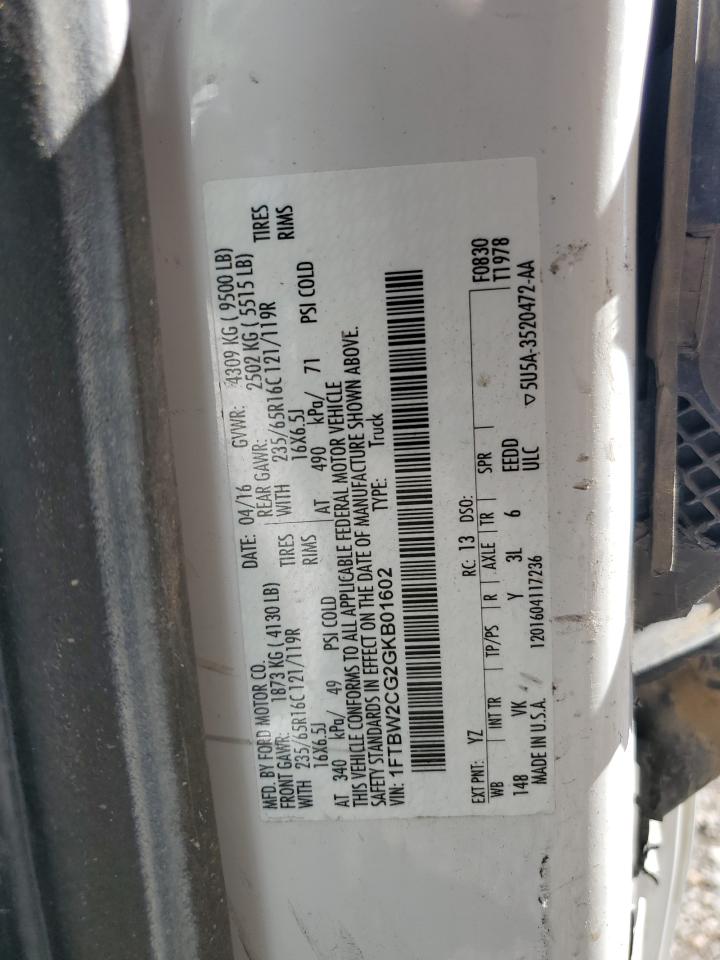 MFD. BY FORD MOTOR CO.
DATE: 04/16 GVWR: 4309 KG ( 9500 LB)
FRONT GAWR: 1873 KG ( 4130 LB) REAR GAWR: 2502 KG ( 5515 LB)
WITH 235/65R16C121/119R TIRES WITH 235/65R16C 121/119R TIRES
16X6.5J RIMS 16X6.5J RIMS
AT 340 kPa/ 49 PSI COLD AT 490 kPa/ 71 PSI COLD
THIS VEHICLE CONFORMS TO ALL APPLICABLE FEDERAL MOTOR VEHICLE
SAFETY STANDARDS IN EFFECT ON THE DATE OF MANUFACTURE SHOWN ABOVE.
VIN: 1FTBW2CG2GKB01602 TYPE: Truck
F0830
EXT PNT: YZ RC: 13 DSO: T1978
WB INT TR TP/PS R AXLE TR SPR
148 VK Y 3L 6 EEDD
MADE IN U.S.A. 1201604117236 ULC ▽5U5A-3520472-AA